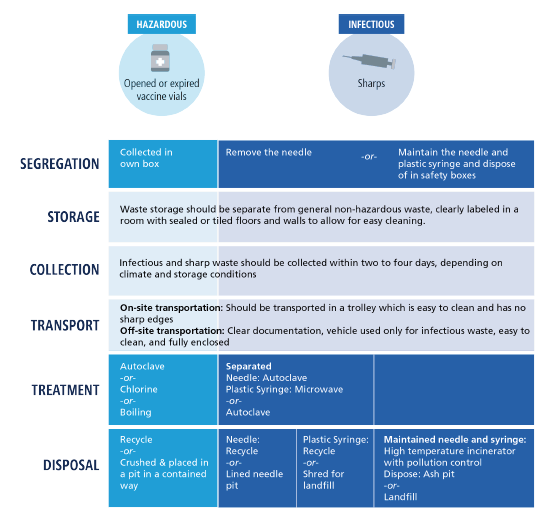 HAZARDOUS
INFECTIOUS
Opened or expired
vaccine vials
Sharps
SEGREGATION
Collected in
own box
Remove the needle
-or-
Maintain the needle and
plastic syringe and dispose
of in safety boxes
STORAGE
Waste storage should be separate from general non-hazardous waste, clearly labeled in a
room with sealed or tiled floors and walls to allow for easy cleaning.
COLLECTION
Infectious and sharp waste should be collected within two to four days, depending on
climate and storage conditions
TRANSPORT
On-site transportation: Should be transported in a trolley which is easy to clean and has no
sharp edges
Off-site transportation: Clear documentation, vehicle used only for infectious waste, easy to
clean, and fully enclosed
TREATMENT
Autoclave
-or-
Chlorine
-or-
Boiling
Separated
Needle: Autoclave
Plastic Syringe: Microwave
-or-
Autoclave
DISPOSAL
Recycle
-or-
Crushed & placed in
a pit in a contained
way
Needle:
Recycle
-or-
Lined needle
pit
Plastic Syringe:
Recycle
-or-
Shred for
landfill
Maintained needle and syringe:
High temperature incinerator
with pollution control
Dispose: Ash pit
-or-
Landfill